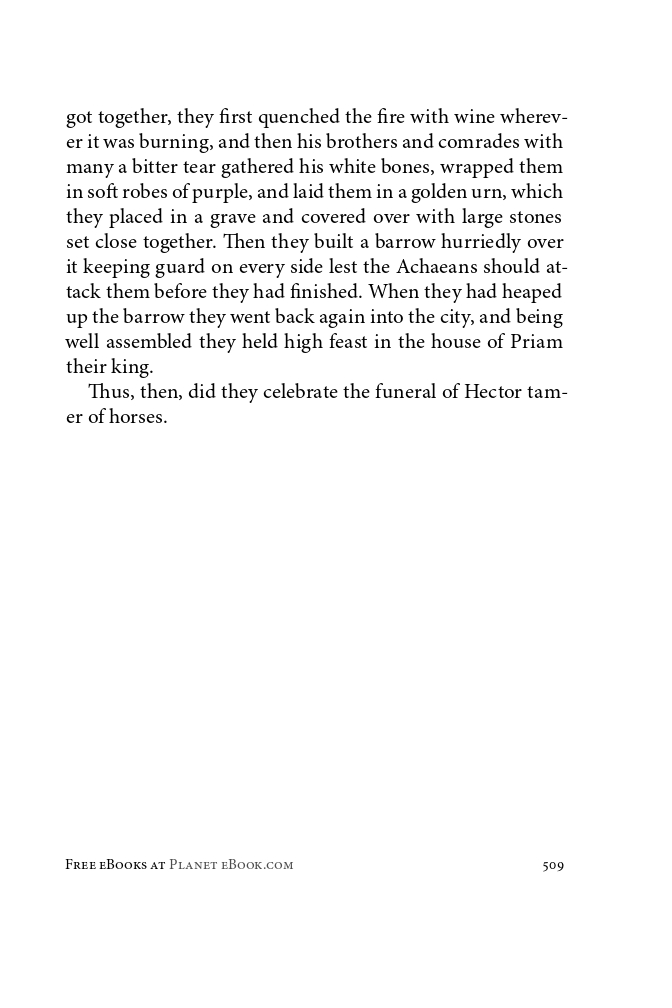 got together, they first quenched the fire with wine wherev-
er it was burning, and then his brothers and comrades with
many a bitter tear gathered his white bones, wrapped them
in soft robes of purple, and laid them in a golden urn, which
they placed in a grave and covered over with large stones
set close together. Then they built a barrow hurriedly over
it keeping guard on every side lest the Achaeans should at-
tack them before they had finished. When they had heaped
up the barrow they went back again into the city, and being
well assembled they held high feast in the house of Priam
their king.
Thus, then, did they celebrate the funeral of Hector tam-
er of horses.
Free eBooks at Planet eBook.com 509